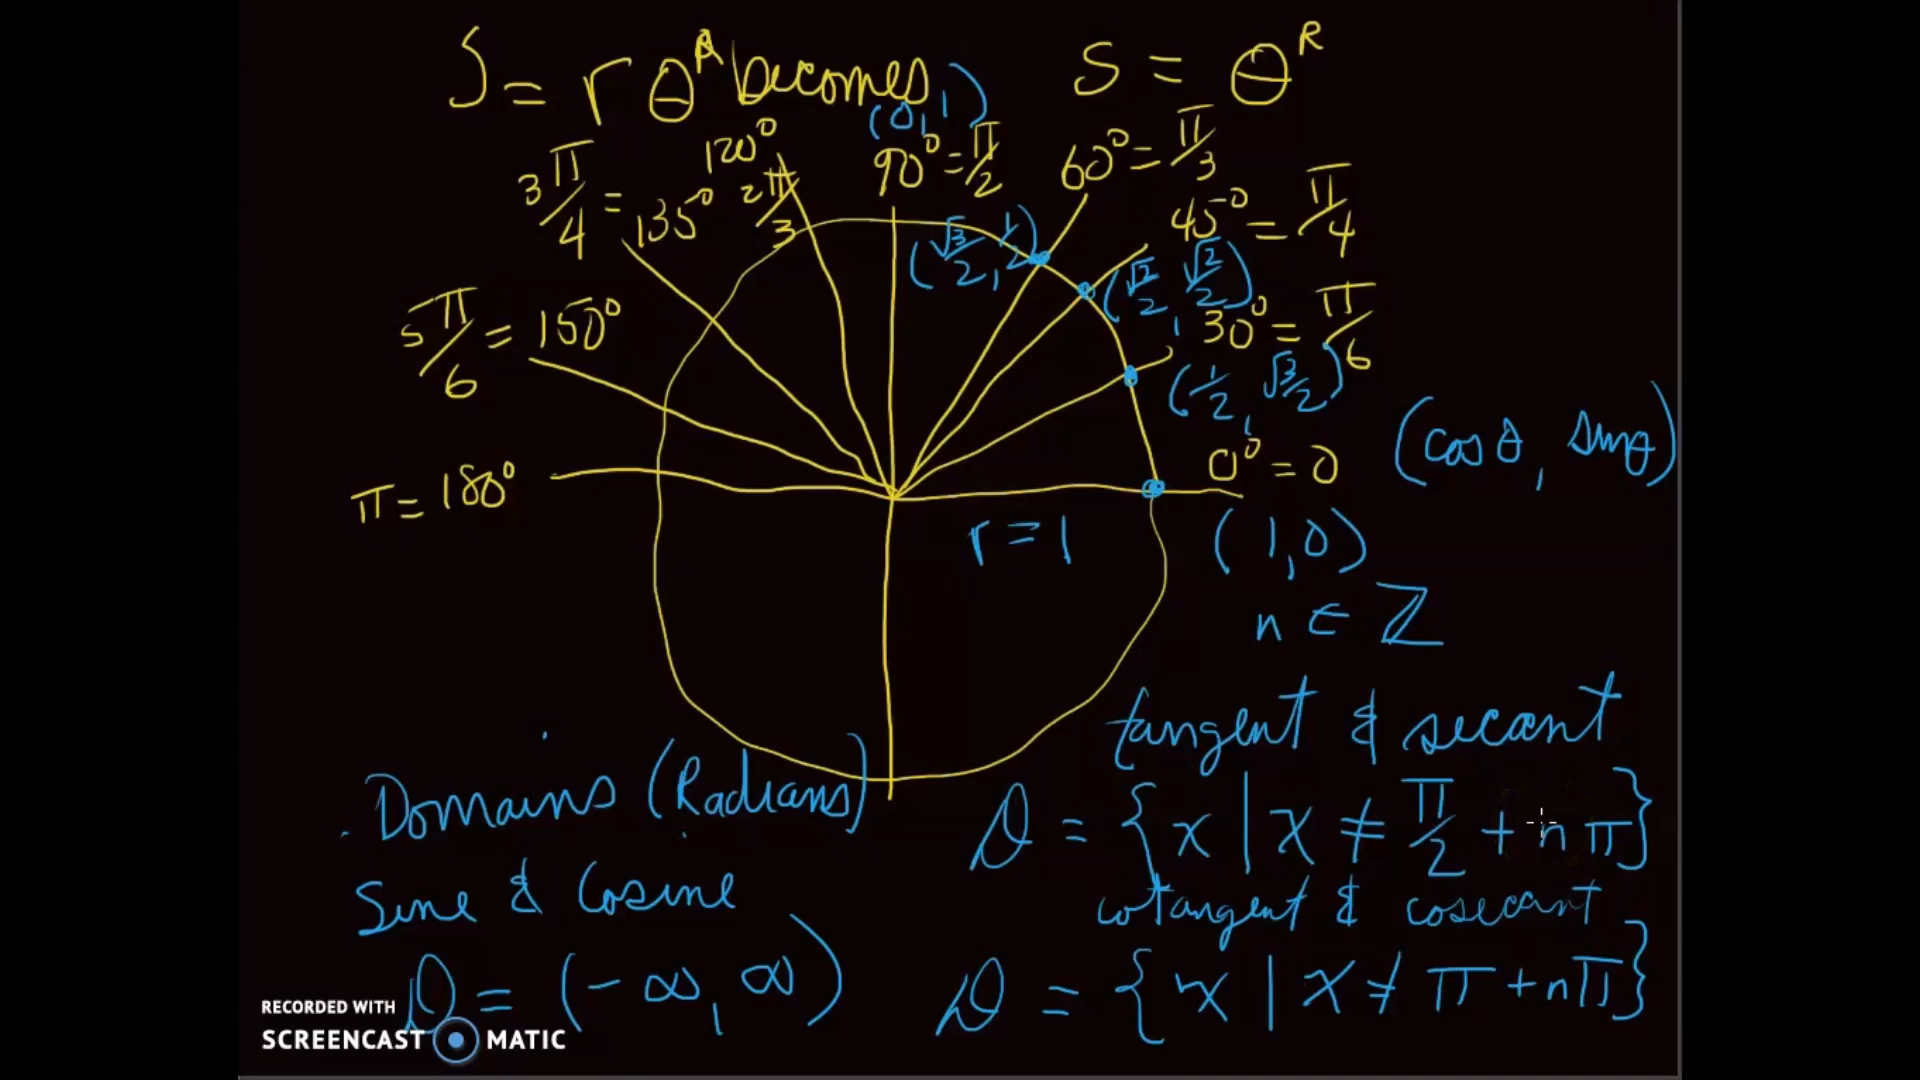 S = r θᴿ becomes S = θᴿ
(0, 1)
120° 90° = π/2 60° = π/3
3π/4 = 135° 2π/3 45° = π/4
(√3/2, 1/2) (√2/2, √2/2)
5π/6 = 150° 30° = π/6
(1/2, √3/2)
(cos θ, sin θ)
π = 180° 0° = 0
r = 1 (1, 0)
n ∈ ℤ
tangent & secant
Domains (Radians) D = {x | x ≠ π/2 + nπ}
Sine & Cosine cotangent & cosecant
D = (-∞, ∞) D = {x | x ≠ π + nπ}
RECORDED WITH
SCREENCAST MATIC